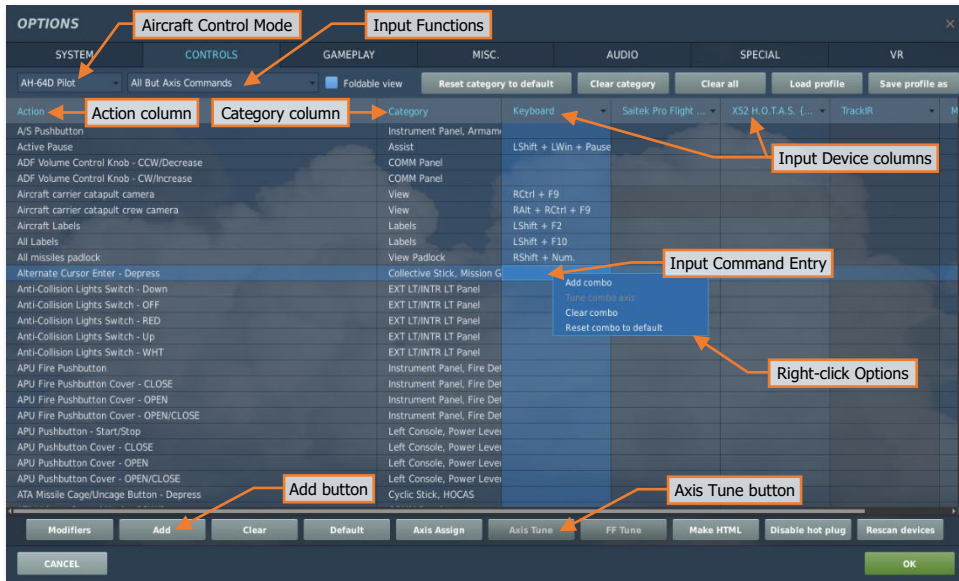 OPTIONS
Aircraft Control Mode
Input Functions
SYSTEM CONTROLS GAMEPLAY MISC. AUDIO SPECIAL VR
AH-64D Pilot All But Axis Commands Foldable view Reset category to default Clear category Clear all Load profile Save profile as
Action Category Keyboard Saitek Pro Flight ... X52 H.O.T.A.S. {... TrackIR M
Action column
Category column
Input Device columns
A/S Pushbutton Instrument Panel, Armam
Active Pause Assist LShift + LWin + Pause
ADF Volume Control Knob - CCW/Decrease COMM Panel
ADF Volume Control Knob - CW/Increase COMM Panel
Aircraft carrier catapult camera View RCtrl + F9
Aircraft carrier catapult crew camera View RAlt + RCtrl + F9
Aircraft Labels Labels LShift + F2
All Labels Labels LShift + F10
All missiles padlock View Padlock RShift + Num.
Input Command Entry
Alternate Cursor Enter - Depress Collective Stick, Mission G
Anti-Collision Lights Switch - Down EXT LT/INTR LT Panel
Anti-Collision Lights Switch - OFF EXT LT/INTR LT Panel
Anti-Collision Lights Switch - RED EXT LT/INTR LT Panel
Anti-Collision Lights Switch - Up EXT LT/INTR LT Panel
Anti-Collision Lights Switch - WHT EXT LT/INTR LT Panel
Add combo
Tune combo axis
Clear combo
Reset combo to default
Right-click Options
APU Fire Pushbutton Instrument Panel, Fire Det
APU Fire Pushbutton Cover - CLOSE Instrument Panel, Fire Det
APU Fire Pushbutton Cover - OPEN Instrument Panel, Fire Det
APU Fire Pushbutton Cover - OPEN/CLOSE Instrument Panel, Fire Det
APU Pushbutton - Start/Stop Left Console, Power Lever
APU Pushbutton Cover - CLOSE Left Console, Power Lever
APU Pushbutton Cover - OPEN Left Console, Power Lever
APU Pushbutton Cover - OPEN/CLOSE Left Console, Power Lever
ATA Missile Cage/Uncage Button - Depress Cyclic Stick, HOCAS
Add button
Axis Tune button
Modifiers Add Clear Default Axis Assign Axis Tune FF Tune Make HTML Disable hot plug Rescan devices
CANCEL OK